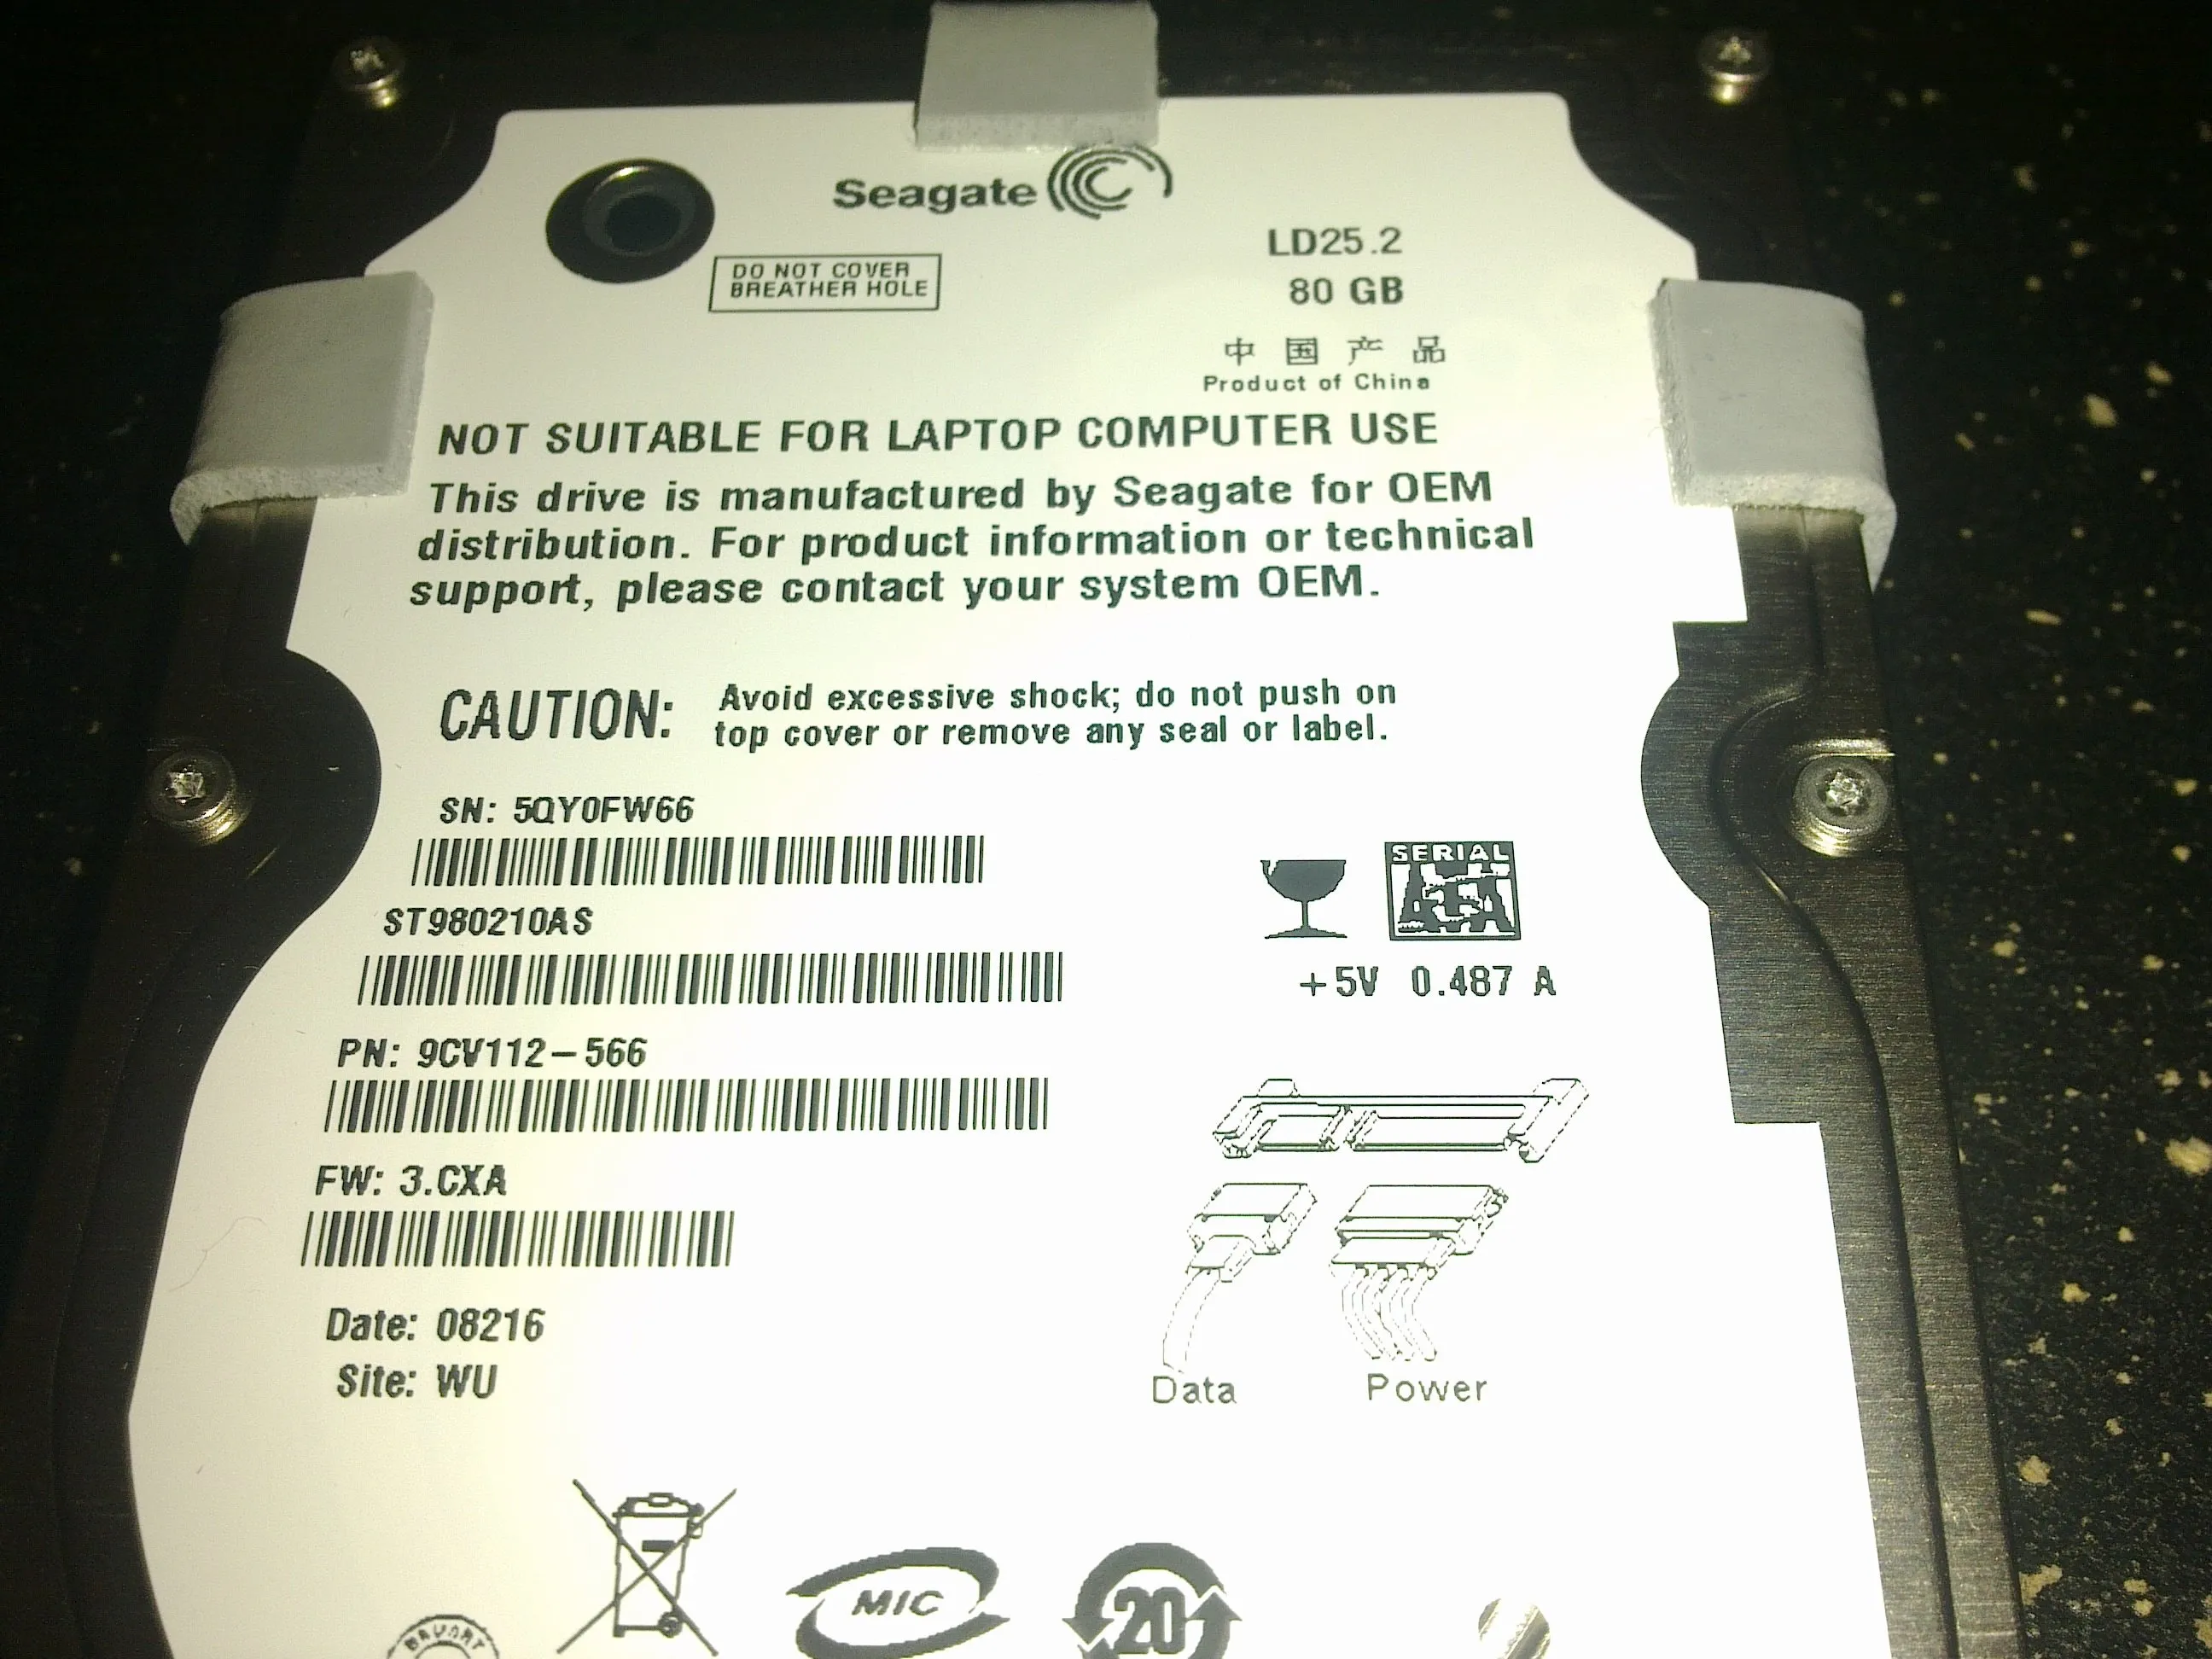 Seagate
LD25.2
80 GB
DO NOT COVER
BREATHER HOLE
中国产品
Product of China
NOT SUITABLE FOR LAPTOP COMPUTER USE
This drive is manufactured by Seagate for OEM
distribution. For product information or technical
support, please contact your system OEM.
CAUTION: Avoid excessive shock; do not push on
top cover or remove any seal or label.
SN: 5QY0FW66
ST980210AS
PN: 9CV112-566
FW: 3.CXA
Date: 08216
Site: WU
SERIAL
ATA
+5V 0.487 A
Data
Power
MIC
20